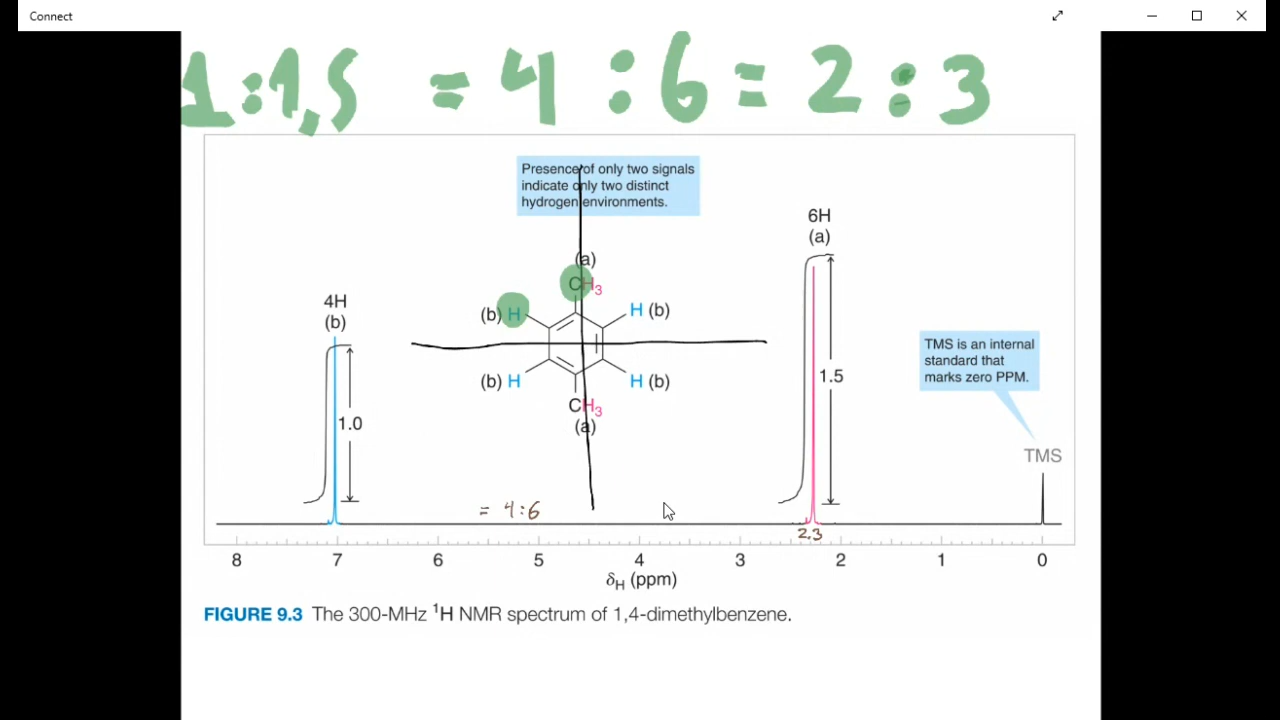 Connect
1:1,5 = 4 : 6 = 2 : 3
Presence of only two signals
indicate only two distinct
hydrogen environments.
6H
(a)
(a)
CH3
4H
(b)
(b) H
H (b)
TMS is an internal
standard that
marks zero PPM.
1.5
(b) H
H (b)
CH3
(a)
1.0
TMS
= 4:6
2.3
8 7 6 5 4 3 2 1 0
δH (ppm)
FIGURE 9.3 The 300-MHz 1H NMR spectrum of 1,4-dimethylbenzene.